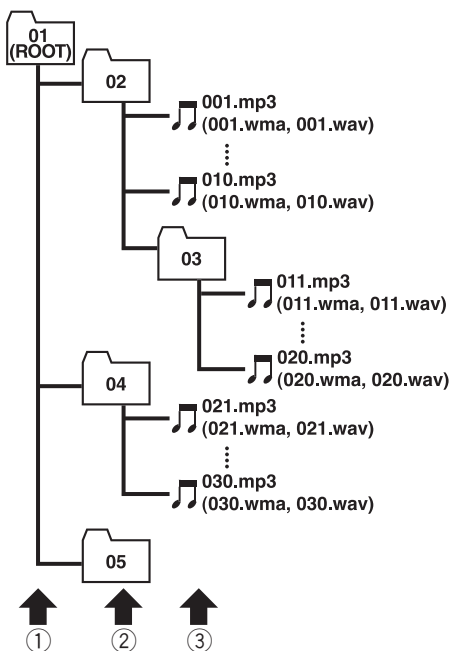 01
(ROOT)
02
001.mp3
(001.wma, 001.wav)
010.mp3
(010.wma, 010.wav)
03
011.mp3
(011.wma, 011.wav)
020.mp3
(020.wma, 020.wav)
04
021.mp3
(021.wma, 021.wav)
030.mp3
(030.wma, 030.wav)
05
① ② ③